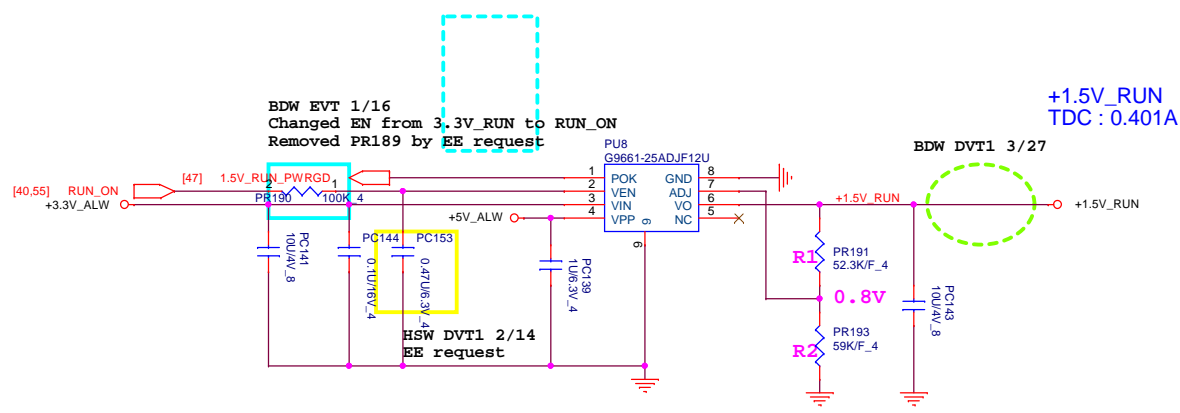 +1.5V_RUN
TDC : 0.401A
BDW EVT 1/16
Changed EN from 3.3V_RUN to RUN_ON
Removed PR189 by EE request
BDW DVT1 3/27
PU8
G9661-25ADJF12U
1 POK GND 8
2 VEN ADJ 7
3 VIN VO 6
4 VPP 9 NC 5
6
[47] 1.5V_RUN_PWRGD
[40,55] RUN_ON
2 1
PR190 100K_4
+3.3V_ALW
+5V_ALW
+1.5V_RUN
+1.5V_RUN
PC141
10U/4V_8
PC144
0.1U/16V_4
PC153
0.47U/6.3V_4
PC139
1U/6.3V_4
R1
PR191
52.3K/F_4
0.8V
R2
PR193
59K/F_4
PC143
10U/4V_8
HSW DVT1 2/14
EE request